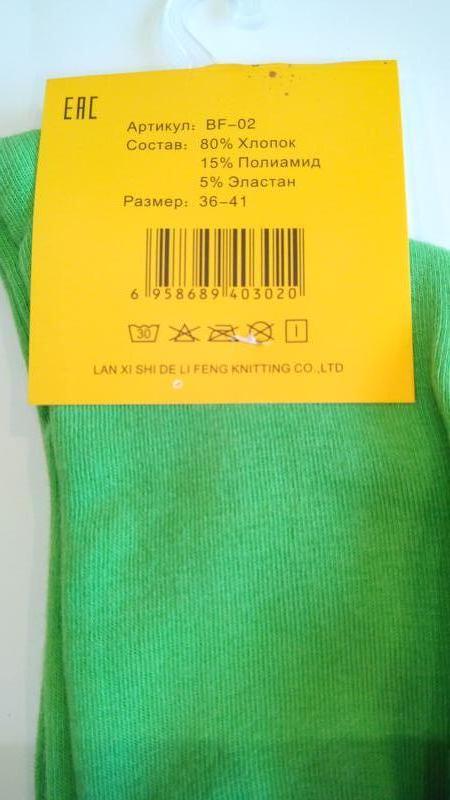 EAC
Артикул: BF-02
Состав: 80% Хлопок
15% Полиамид
5% Эластан
Размер: 36-41
6 958689 403020
30
LAN XI SHI DE LI FENG KNITTING CO.,LTD